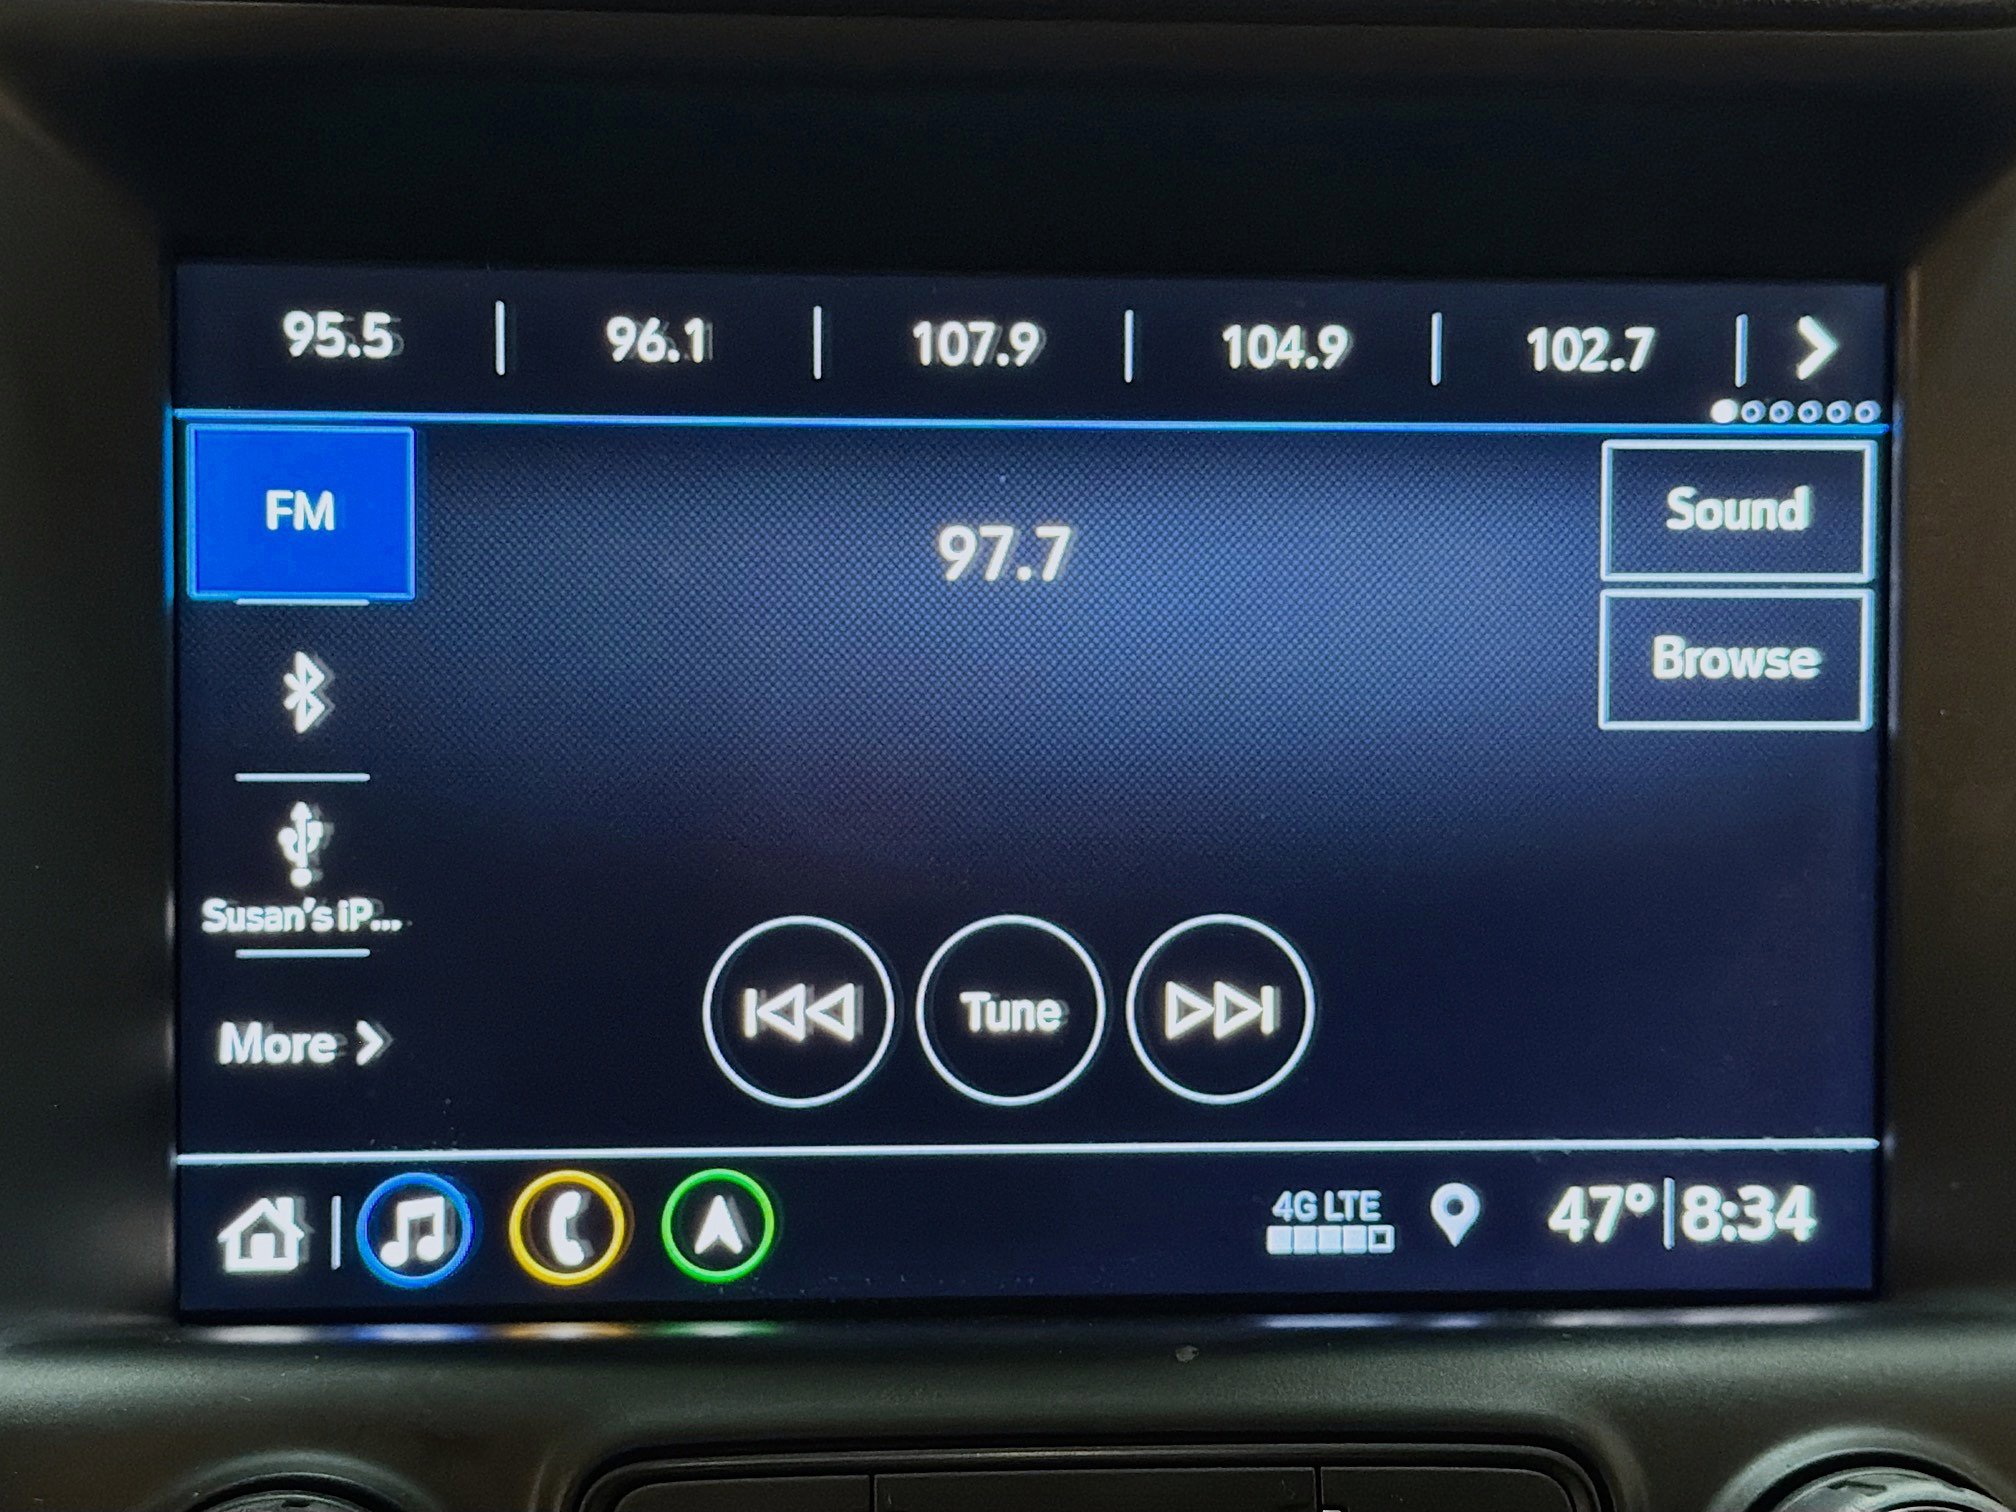 95.5 | 96.1 | 107.9 | 104.9 | 102.7
FM
97.7
Sound
Browse
Susan's iP...
More
Tune
4G LTE
47° | 8:34